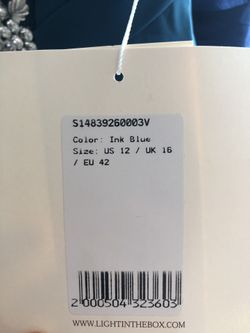 S14839260003V
Color: Ink Blue
Size: US 12 / UK 16
/ EU 42
2 000504 323603
WWW.LIGHTINTHEBOX.COM